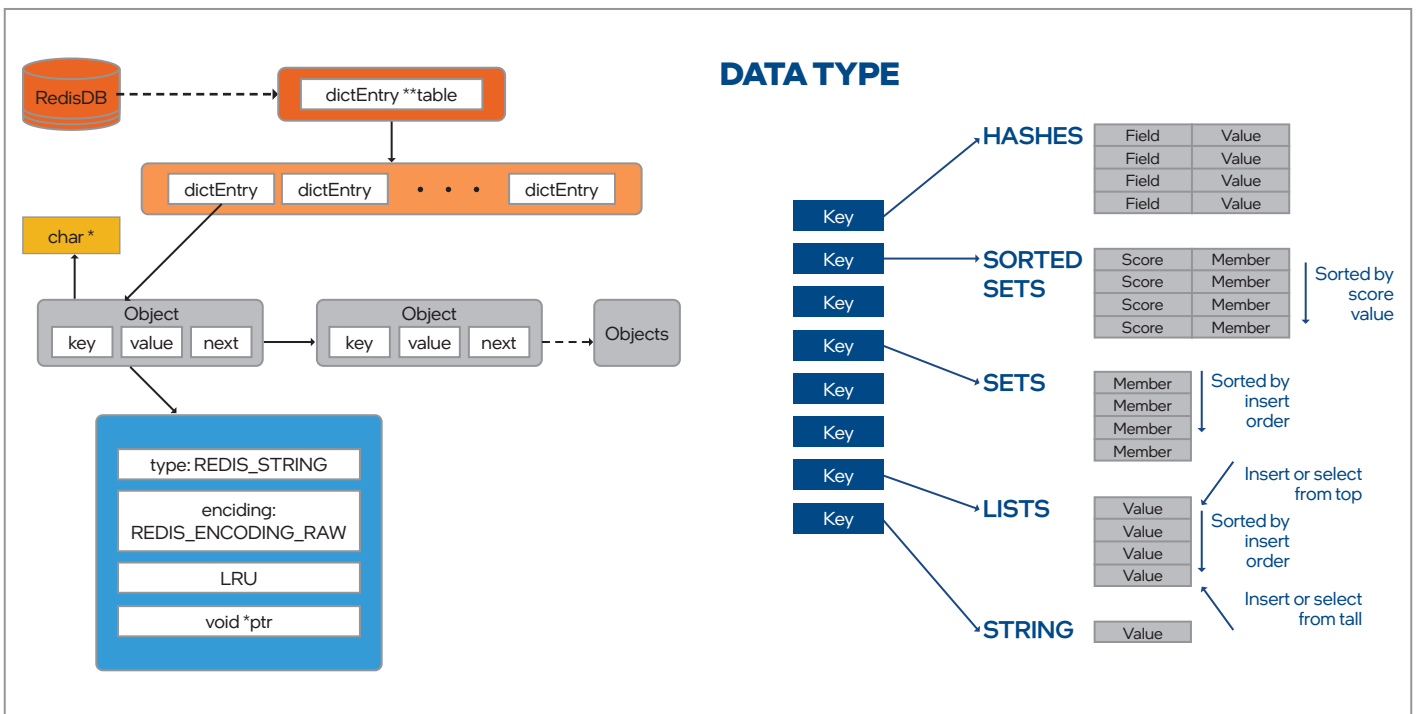 RedisDB
dictEntry **table
dictEntry
dictEntry
• • •
dictEntry
char *
Object
key
value
next
Object
key
value
next
Objects
type: REDIS_STRING
enciding:
REDIS_ENCODING_RAW
LRU
void *ptr
DATA TYPE
Key
Key
Key
Key
Key
Key
Key
Key
HASHES
Field Value
Field Value
Field Value
Field Value
SORTED
SETS
Score Member
Score Member
Score Member
Score Member
Sorted by
score
value
SETS
Member
Member
Member
Member
Sorted by
insert
order
LISTS
Value
Value
Value
Value
Insert or select
from top
Sorted by
insert
order
Insert or select
from tall
STRING
Value